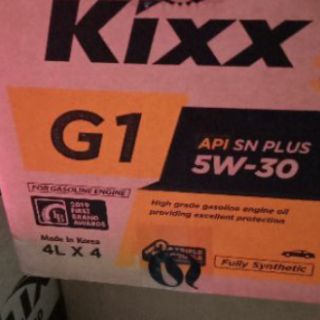 Kixx
G1
API SN PLUS
5W-30
FOR GASOLINE ENGINE
High grade gasoline engine oil
providing excellent protection
2019
FIRST
BRAND
AWARDS
Made in Korea
4L X 4
Fully Synthetic